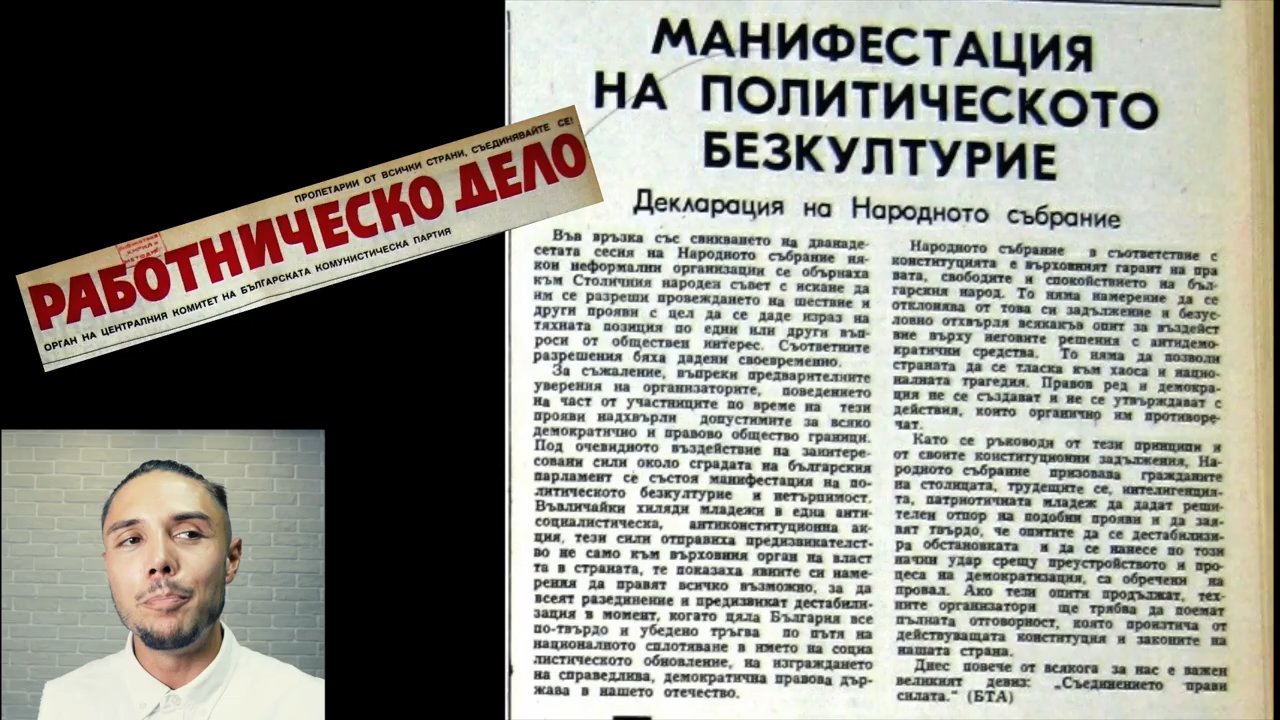 ПРОЛЕТАРИИ ОТ ВСИЧКИ СТРАНИ, СЪЕДИНЯВАЙТЕ СЕ!
РАБОТНИЧЕСКО ДЕЛО
ОРГАН НА ЦЕНТРАЛНИЯ КОМИТЕТ НА БЪЛГАРСКАТА КОМУНИСТИЧЕСКА ПАРТИЯ
МАНИФЕСТАЦИЯ
НА ПОЛИТИЧЕСКОТО
БЕЗКУЛТУРИЕ
Декларация на Народното събрание
Във връзка със свикването на дванаде-
сетата сесия на Народното събрание ня-
кои неформални организации се обърнаха
към Столичния народен съвет с искане да
им се разреши провеждането на шествие и
други прояви с цел да се даде израз на
тяхната позиция по едни или други въп-
роси от обществен интерес. Съответните
разрешения бяха дадени своевременно.
За съжаление, въпреки предварителните
уверения на организаторите, поведението
на част от участниците по време на тези
прояви надхвърли допустимите за всяко
демократично и правово общество граници.
Под очевидното въздействие на заинтере-
совани сили около сградата на българския
парламент се състоя манифестация на по-
литическото безкултурие и нетърпимост.
Въвличайки хиляди младежи в една анти-
социалистическа, антиконституционна ак-
ция, тези сили отправиха предизвикателст-
во не само към върховния орган на власт
та в страната, те показаха явните си наме-
рения да правят всичко възможно, за да
всеят разединение и предизвикат дестабили-
зация в момент, когато цяла България все
по-твърдо и убедено тръгва по пътя на
националното сплотяване в името на социа
листическото обновление, на изграждането
на справедлива, демократична правова дър-
жава в нашето отечество.
Народното събрание в съответствие с
конституцията е върховният гарант на пра
вата, свободите и спокойствието на бъл-
гарския народ. То няма намерение да се
отклонява от това си задължение и безус-
ловно отхвърля всякакъв опит за въздейст
вие върху неговите решения с антидемо-
кратични средства. То няма да позволи
страната да се тласка към хаоса и нацио-
налната трагедия. Правов ред и демокра-
ция не се създават и не се утвърждават с
действия, които органично им противоре-
чат.
Като се ръководи от тези принципи и
от своите конституционни задължения, На-
родното събрание призовава гражданите
на столицата, трудещите се, интелигенция-
та, патриотичната младеж да дадат реши-
телен отпор на подобни прояви и да зая-
вят твърдо, че опитите да се дестабилизи-
ра обстановката и да се нанесе по този
начин удар срещу преустройството и про-
цеса на демократизация, са обречени на
провал. Ако тези опити продължат, тех-
ните организатори ще трябва да поемат
пълната отговорност, която произтича от
действуващата конституция и законите на
нашата страна.
Днес повече от всякога за нас е важен
великият девиз: „Съединението прави
силата.“ (БТА)